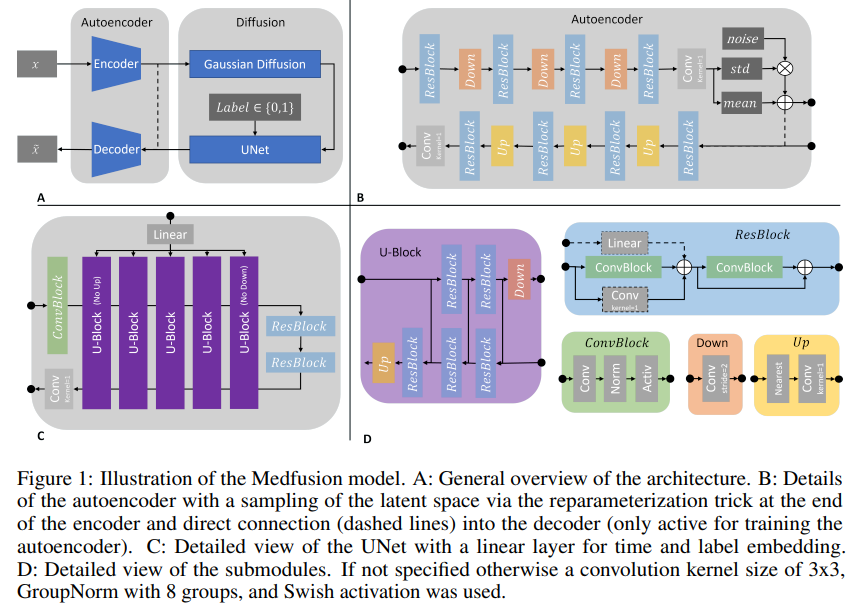 Autoencoder
Diffusion
x
Encoder
Gaussian Diffusion
Label ∈ {0,1}
x̃
Decoder
UNet
A
Autoencoder
ResBlock
Down
ResBlock
Down
ResBlock
Down
ResBlock
Conv
Kernel=1
noise
std
mean
Conv
Kernel=1
ResBlock
Up
ResBlock
Up
ResBlock
Up
ResBlock
B
Linear
ConvBlock
U-Block (No Up)
U-Block
U-Block
U-Block
U-Block (No Down)
ResBlock
ResBlock
Conv
Kernel=1
C
U-Block
ResBlock
ResBlock
Down
Up
ResBlock
ResBlock
ResBlock
D
ResBlock
Linear
ConvBlock
ConvBlock
Conv
kernel=1
ConvBlock
Conv
Norm
Activ
Down
Conv
stride=2
Up
Nearest
Conv
kernel=1
Figure 1: Illustration of the Medfusion model. A: General overview of the architecture. B: Details
of the autoencoder with a sampling of the latent space via the reparameterization trick at the end
of the encoder and direct connection (dashed lines) into the decoder (only active for training the
autoencoder). C: Detailed view of the UNet with a linear layer for time and label embedding.
D: Detailed view of the submodules. If not specified otherwise a convolution kernel size of 3x3,
GroupNorm with 8 groups, and Swish activation was used.